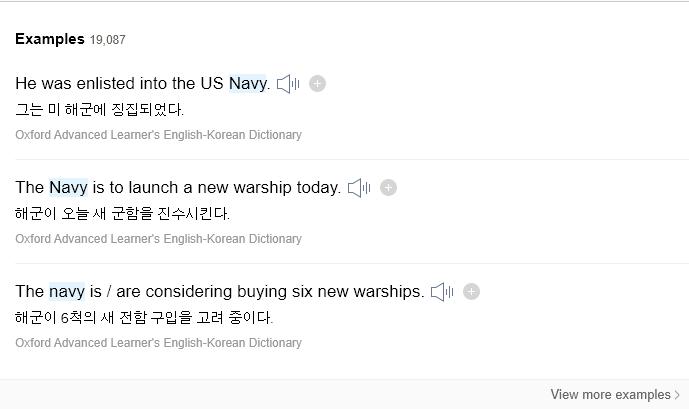 Examples 19,087
He was enlisted into the US Navy.
그는 미 해군에 징집되었다.
Oxford Advanced Learner's English-Korean Dictionary
The Navy is to launch a new warship today.
해군이 오늘 새 군함을 진수시킨다.
Oxford Advanced Learner's English-Korean Dictionary
The navy is / are considering buying six new warships.
해군이 6척의 새 전함 구입을 고려 중이다.
Oxford Advanced Learner's English-Korean Dictionary
View more examples